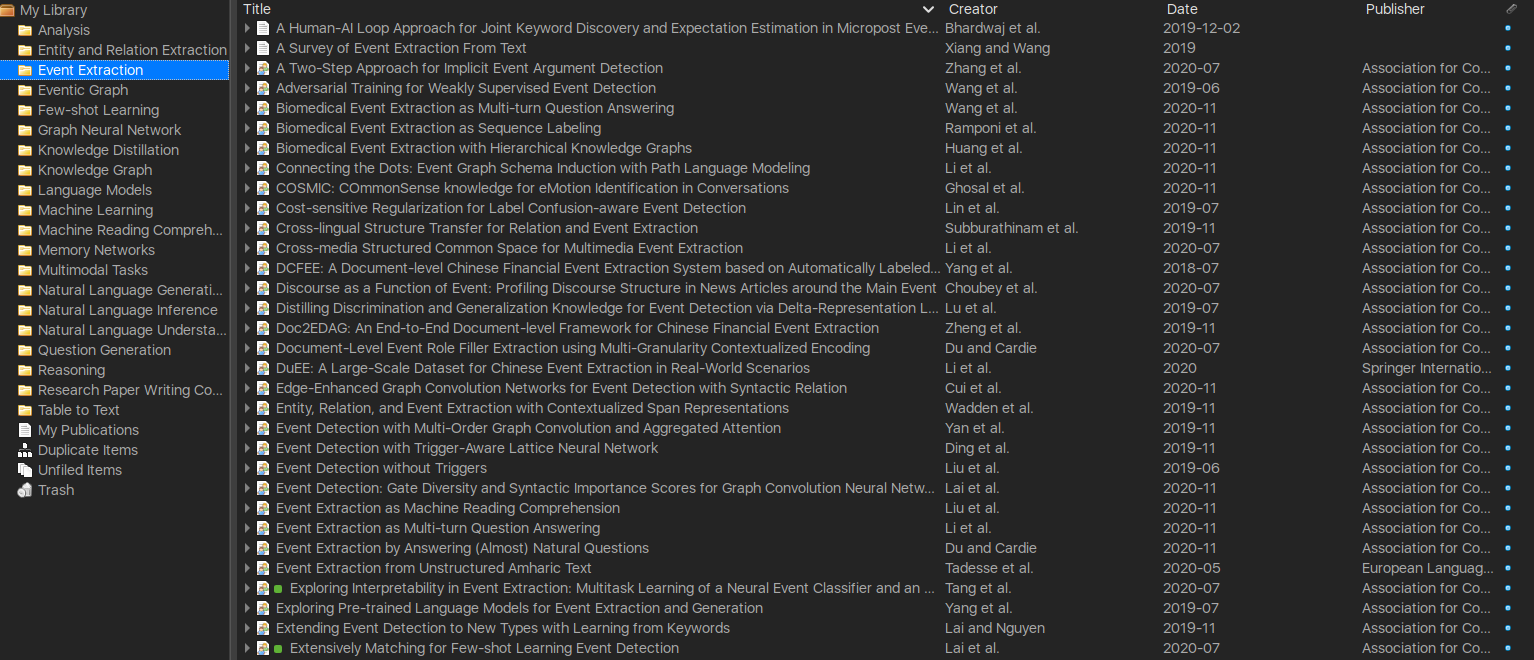 My Library
Analysis
Entity and Relation Extraction
Event Extraction
Eventic Graph
Few-shot Learning
Graph Neural Network
Knowledge Distillation
Knowledge Graph
Language Models
Machine Learning
Machine Reading Compreh...
Memory Networks
Multimodal Tasks
Natural Language Generati...
Natural Language Inference
Natural Language Understa...
Question Generation
Reasoning
Research Paper Writing Co...
Table to Text
My Publications
Duplicate Items
Unfiled Items
Trash
Title Creator Date Publisher
A Human-AI Loop Approach for Joint Keyword Discovery and Expectation Estimation in Micropost Eve... Bhardwaj et al. 2019-12-02
A Survey of Event Extraction From Text Xiang and Wang 2019
A Two-Step Approach for Implicit Event Argument Detection Zhang et al. 2020-07 Association for Co...
Adversarial Training for Weakly Supervised Event Detection Wang et al. 2019-06 Association for Co...
Biomedical Event Extraction as Multi-turn Question Answering Wang et al. 2020-11 Association for Co...
Biomedical Event Extraction as Sequence Labeling Ramponi et al. 2020-11 Association for Co...
Biomedical Event Extraction with Hierarchical Knowledge Graphs Huang et al. 2020-11 Association for Co...
Connecting the Dots: Event Graph Schema Induction with Path Language Modeling Li et al. 2020-11 Association for Co...
COSMIC: COmmonSense knowledge for eMotion Identification in Conversations Ghosal et al. 2020-11 Association for Co...
Cost-sensitive Regularization for Label Confusion-aware Event Detection Lin et al. 2019-07 Association for Co...
Cross-lingual Structure Transfer for Relation and Event Extraction Subburathinam et al. 2019-11 Association for Co...
Cross-media Structured Common Space for Multimedia Event Extraction Li et al. 2020-07 Association for Co...
DCFEE: A Document-level Chinese Financial Event Extraction System based on Automatically Labeled... Yang et al. 2018-07 Association for Co...
Discourse as a Function of Event: Profiling Discourse Structure in News Articles around the Main Event Choubey et al. 2020-07 Association for Co...
Distilling Discrimination and Generalization Knowledge for Event Detection via Delta-Representation L... Lu et al. 2019-07 Association for Co...
Doc2EDAG: An End-to-End Document-level Framework for Chinese Financial Event Extraction Zheng et al. 2019-11 Association for Co...
Document-Level Event Role Filler Extraction using Multi-Granularity Contextualized Encoding Du and Cardie 2020-07 Association for Co...
DuEE: A Large-Scale Dataset for Chinese Event Extraction in Real-World Scenarios Li et al. 2020 Springer Internatio...
Edge-Enhanced Graph Convolution Networks for Event Detection with Syntactic Relation Cui et al. 2020-11 Association for Co...
Entity, Relation, and Event Extraction with Contextualized Span Representations Wadden et al. 2019-11 Association for Co...
Event Detection with Multi-Order Graph Convolution and Aggregated Attention Yan et al. 2019-11 Association for Co...
Event Detection with Trigger-Aware Lattice Neural Network Ding et al. 2019-11 Association for Co...
Event Detection without Triggers Liu et al. 2019-06 Association for Co...
Event Detection: Gate Diversity and Syntactic Importance Scores for Graph Convolution Neural Netw... Lai et al. 2020-11 Association for Co...
Event Extraction as Machine Reading Comprehension Liu et al. 2020-11 Association for Co...
Event Extraction as Multi-turn Question Answering Li et al. 2020-11 Association for Co...
Event Extraction by Answering (Almost) Natural Questions Du and Cardie 2020-11 Association for Co...
Event Extraction from Unstructured Amharic Text Tadesse et al. 2020-05 European Languag...
Exploring Interpretability in Event Extraction: Multitask Learning of a Neural Event Classifier and an ... Tang et al. 2020-07 Association for Co...
Exploring Pre-trained Language Models for Event Extraction and Generation Yang et al. 2019-07 Association for Co...
Extending Event Detection to New Types with Learning from Keywords Lai and Nguyen 2019-11 Association for Co...
Extensively Matching for Few-shot Learning Event Detection Lai et al. 2020-07 Association for Co...